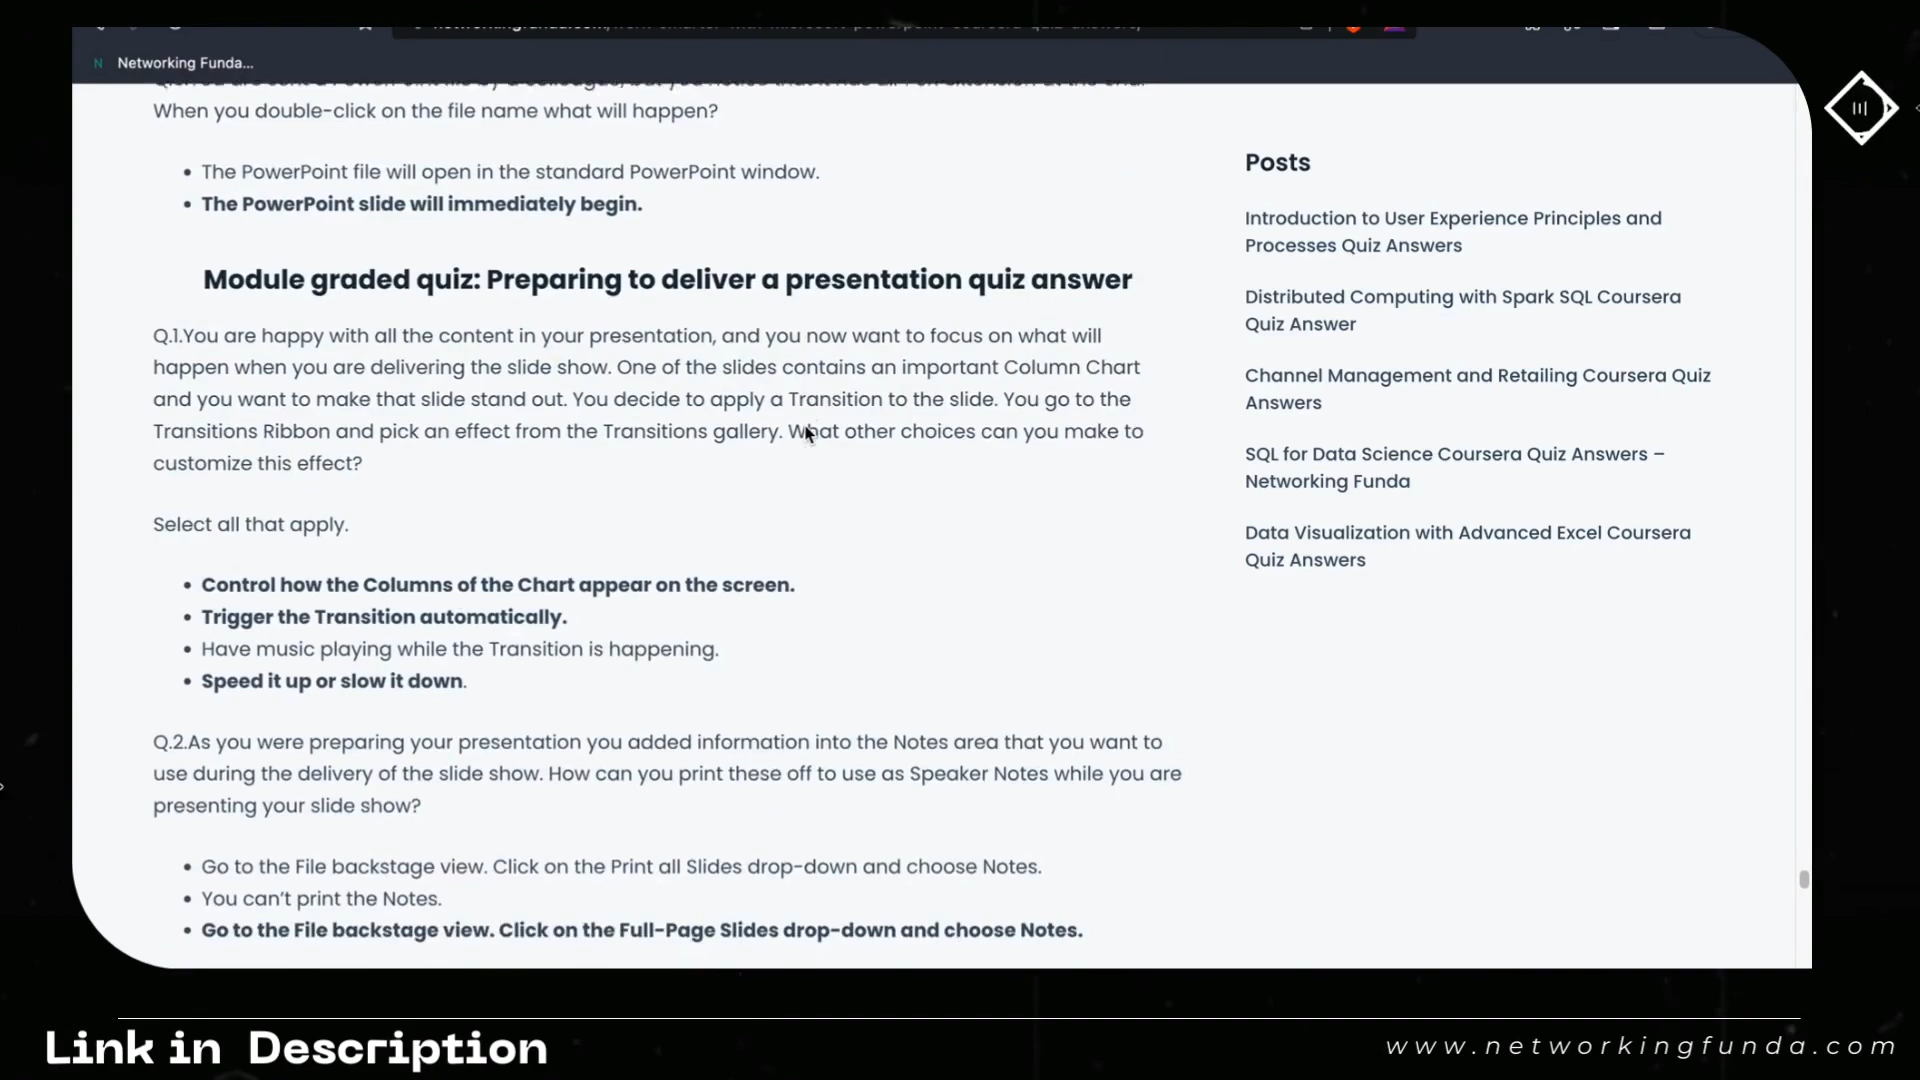 Networking Funda...
When you double-click on the file name what will happen?
• The PowerPoint file will open in the standard PowerPoint window.
• The PowerPoint slide will immediately begin.
Module graded quiz: Preparing to deliver a presentation quiz answer
Q.1.You are happy with all the content in your presentation, and you now want to focus on what will
happen when you are delivering the slide show. One of the slides contains an important Column Chart
and you want to make that slide stand out. You decide to apply a Transition to the slide. You go to the
Transitions Ribbon and pick an effect from the Transitions gallery. What other choices can you make to
customize this effect?
Select all that apply.
• Control how the Columns of the Chart appear on the screen.
• Trigger the Transition automatically.
• Have music playing while the Transition is happening.
• Speed it up or slow it down.
Q.2.As you were preparing your presentation you added information into the Notes area that you want to
use during the delivery of the slide show. How can you print these off to use as Speaker Notes while you are
presenting your slide show?
• Go to the File backstage view. Click on the Print all Slides drop-down and choose Notes.
• You can't print the Notes.
• Go to the File backstage view. Click on the Full-Page Slides drop-down and choose Notes.
Posts
Introduction to User Experience Principles and
Processes Quiz Answers
Distributed Computing with Spark SQL Coursera
Quiz Answer
Channel Management and Retailing Coursera Quiz
Answers
SQL for Data Science Coursera Quiz Answers –
Networking Funda
Data Visualization with Advanced Excel Coursera
Quiz Answers
Link in Description
www.networkingfunda.com